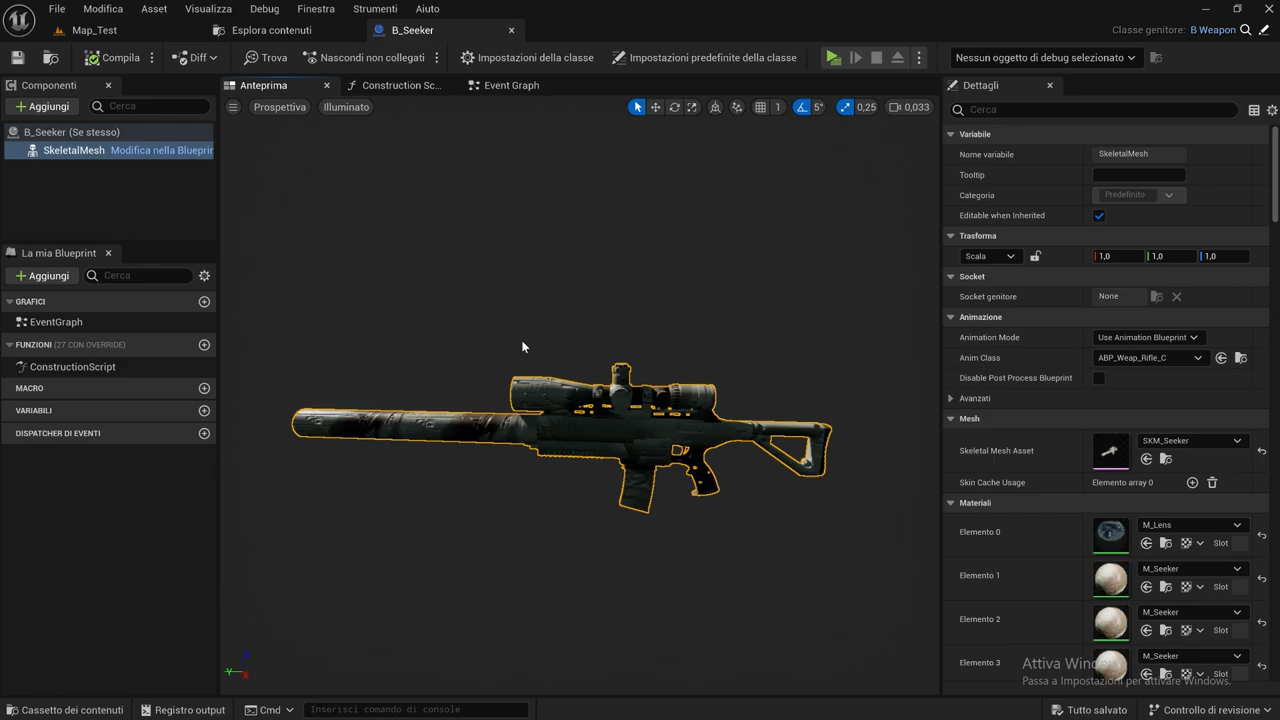 File Modifica Asset Visualizza Debug Finestra Strumenti Aiuto
Map_Test Esplora contenuti B_Seeker Classe genitore: B Weapon
Compila Diff Trova Nascondi non collegati Impostazioni della classe Impostazioni predefinite della classe Nessun oggetto di debug selezionato
Componenti Anteprima Construction Sc... Event Graph Dettagli
Aggiungi Cerca Prospettiva Illuminato 1 5° 0,25 0,033 Cerca
B_Seeker (Se stesso)
SkeletalMesh Modifica nella Blueprin
La mia Blueprint
Aggiungi Cerca
GRAFICI
EventGraph
FUNZIONI (27 CON OVERRIDE)
ConstructionScript
MACRO
VARIABILI
DISPATCHER DI EVENTI
Variabile
Nome variabile SkeletalMesh
Tooltip
Categoria Predefinito
Editable when Inherited
Trasforma
Scala 1,0 1,0 1,0
Socket
Socket genitore None
Animazione
Animation Mode Use Animation Blueprint
Anim Class ABP_Weap_Rifle_C
Disable Post Process Blueprint
Avanzati
Mesh
Skeletal Mesh Asset SKM_Seeker
Skin Cache Usage Elemento array 0
Materiali
Elemento 0 M_Lens
Slot
Elemento 1 M_Seeker
Slot
Elemento 2 M_Seeker
Slot
Elemento 3 M_Seeker
Slot
Attiva Windows
Passa a Impostazioni per attivare Windows.
Cassetto dei contenuti Registro output Cmd Inserisci comando di console Tutto salvato Controllo di revisione